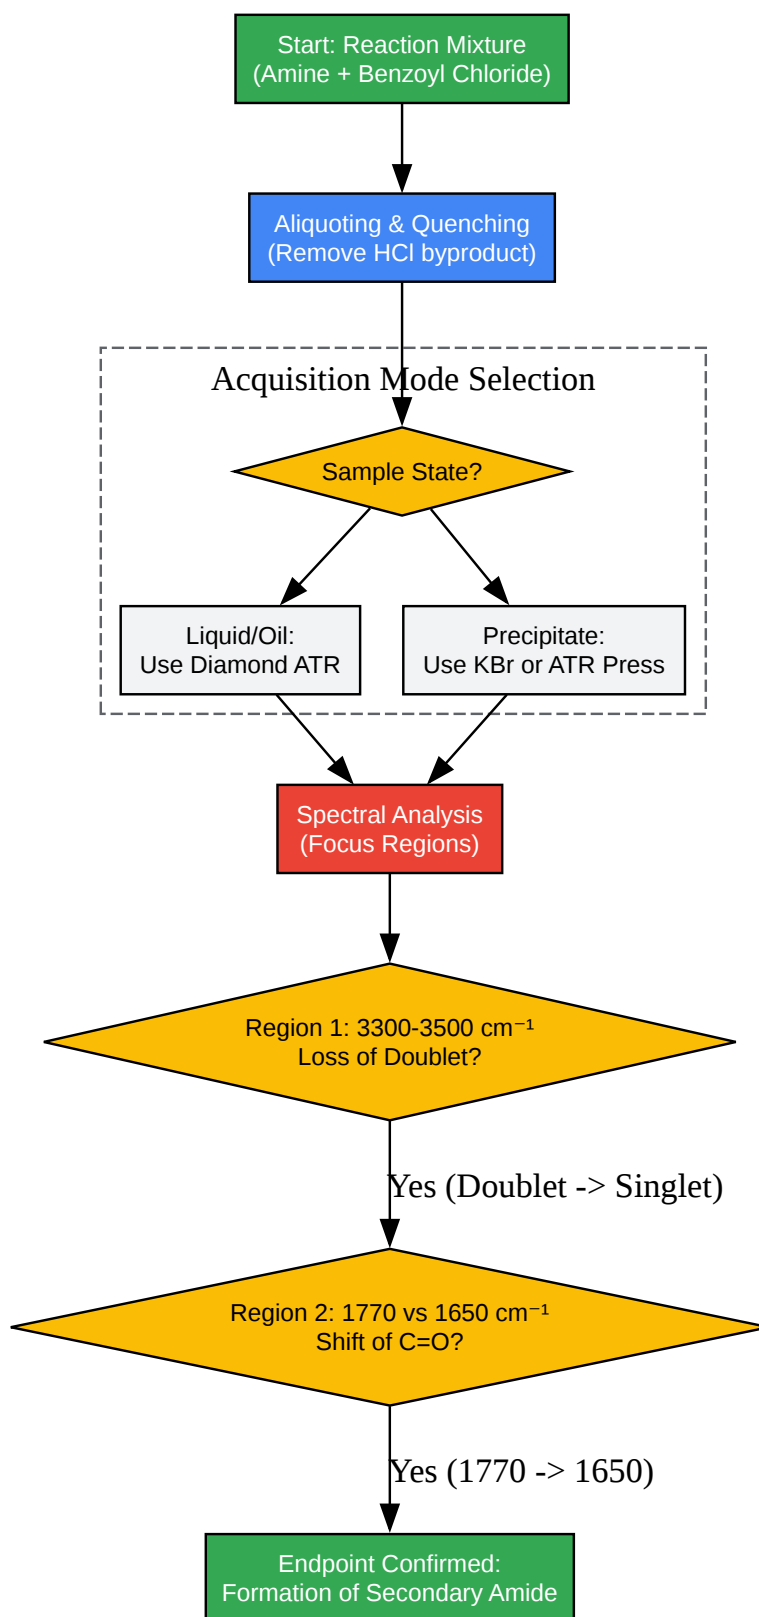 Start: Reaction Mixture
(Amine + Benzoyl Chloride)
Aliquoting & Quenching
(Remove HCl byproduct)
Acquisition Mode Selection
Sample State?
Liquid/Oil:
Use Diamond ATR
Precipitate:
Use KBr or ATR Press
Spectral Analysis
(Focus Regions)
Region 1: 3300-3500 cm⁻¹
Loss of Doublet?
Yes (Doublet -> Singlet)
Region 2: 1770 vs 1650 cm⁻¹
Shift of C=O?
Yes (1770 -> 1650)
Endpoint Confirmed:
Formation of Secondary Amide